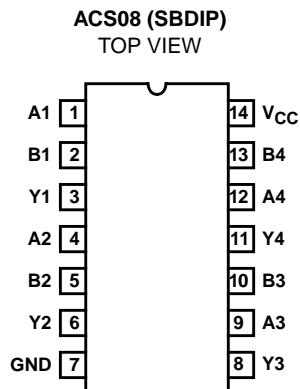 ACS08 (SBDIP)
TOP VIEW
A1 1 14 VCC
B1 2 13 B4
Y1 3 12 A4
A2 4 11 Y4
B2 5 10 B3
Y2 6 9 A3
GND 7 8 Y3